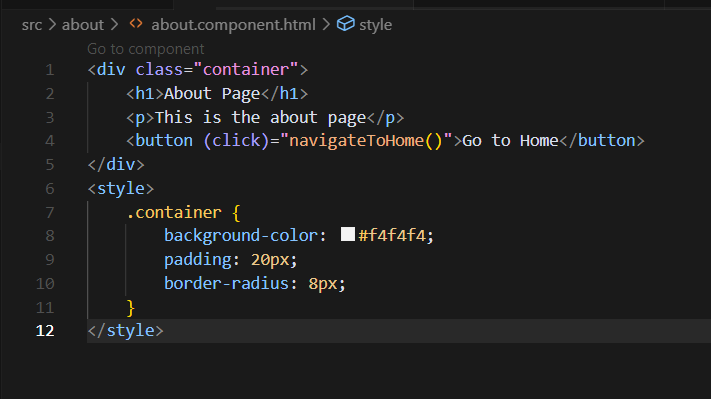 src > about > <> about.component.html > style
Go to component
1 <div class="container">
2     <h1>About Page</h1>
3     <p>This is the about page</p>
4     <button (click)="navigateToHome()">Go to Home</button>
5 </div>
6 <style>
7     .container {
8         background-color: #f4f4f4;
9         padding: 20px;
10         border-radius: 8px;
11     }
12 </style>